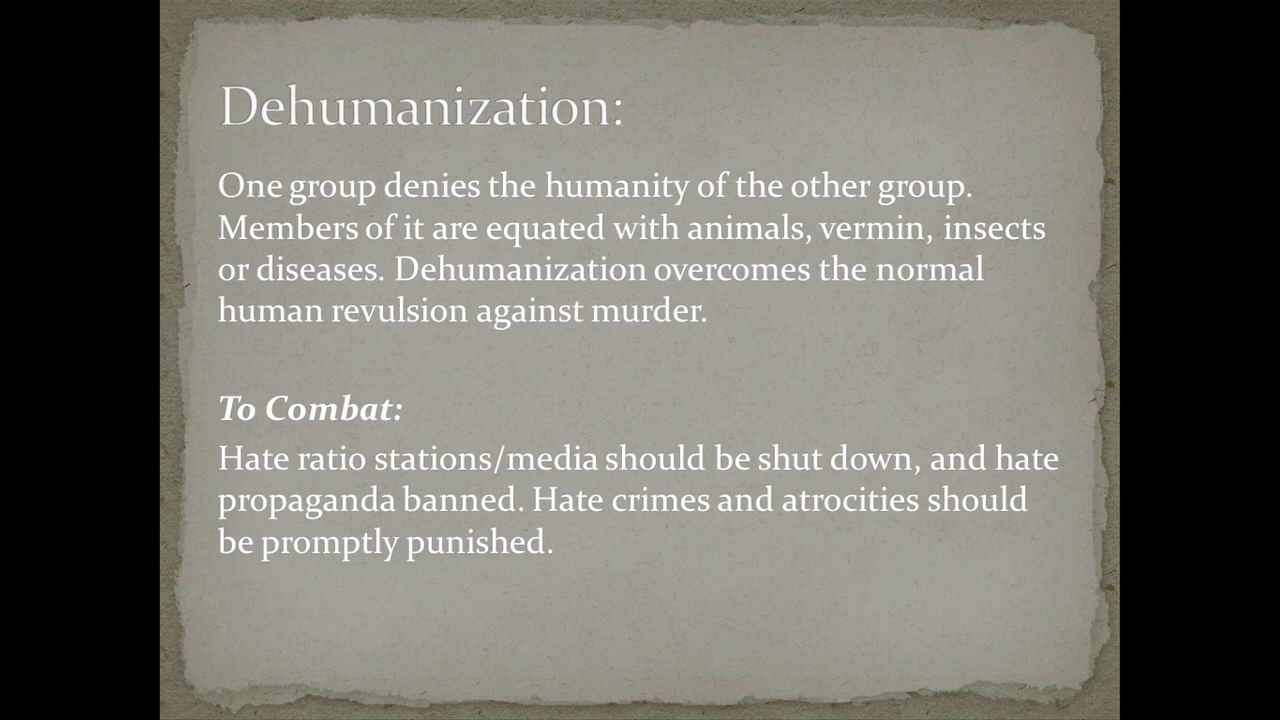 Dehumanization:
One group denies the humanity of the other group.
Members of it are equated with animals, vermin, insects
or diseases. Dehumanization overcomes the normal
human revulsion against murder.
To Combat:
Hate ratio stations/media should be shut down, and hate
propaganda banned. Hate crimes and atrocities should
be promptly punished.